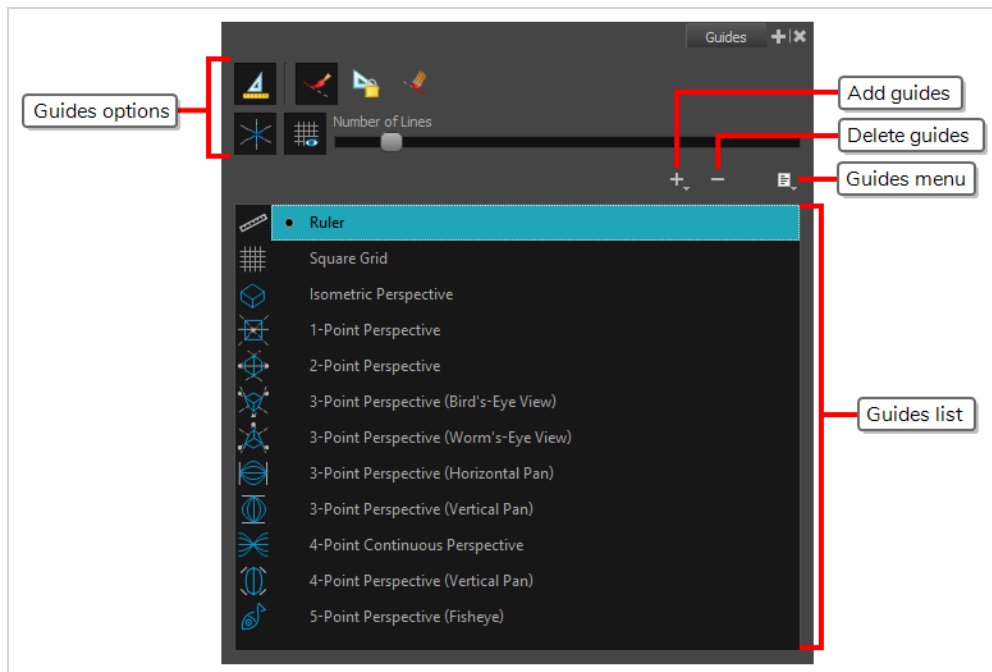 Guides
Guides options
Number of Lines
Add guides
Delete guides
Guides menu
Ruler
Square Grid
Isometric Perspective
1-Point Perspective
2-Point Perspective
3-Point Perspective (Bird's-Eye View)
3-Point Perspective (Worm's-Eye View)
Guides list
3-Point Perspective (Horizontal Pan)
3-Point Perspective (Vertical Pan)
4-Point Continuous Perspective
4-Point Perspective (Vertical Pan)
5-Point Perspective (Fisheye)